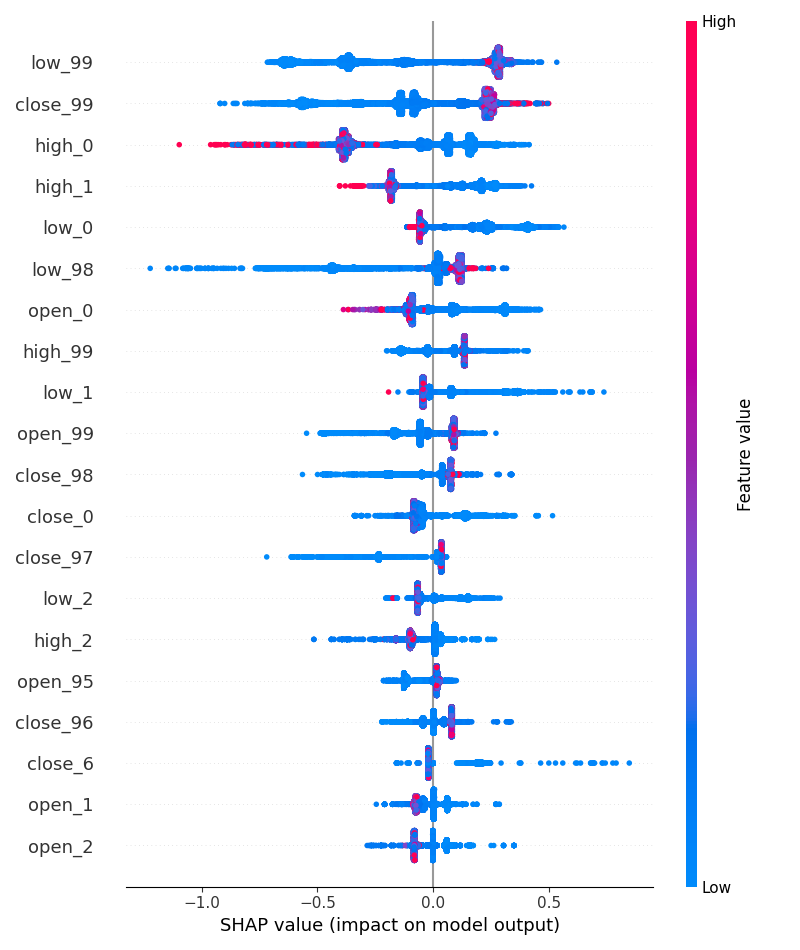 High
low_99
close_99
high_0
high_1
low_0
low_98
open_0
high_99
low_1
open_99
close_98
close_0
close_97
low_2
high_2
open_95
close_96
close_6
open_1
open_2
Feature value
Low
−1.0 −0.5 0.0 0.5
SHAP value (impact on model output)